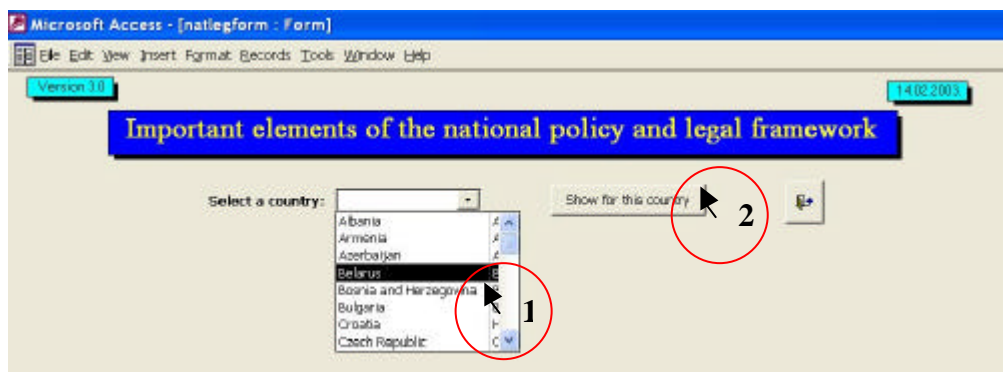 Microsoft Access - [natlegform : Form]
File Edit View Insert Format Records Tools Window Help
Version 3.0
14.02.2003.
Important elements of the national policy and legal framework
Select a country:
Show for this country
2
Albania A
Armenia A
Azerbaijan A
Belarus B
Bosnia and Herzegovina B
Bulgaria B
1
Croatia H
Czech Republic C